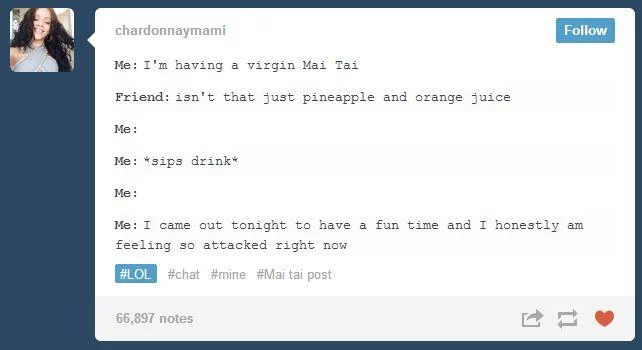 chardonnaymami
Follow
Me: I'm having a virgin Mai Tai
Friend: isn't that just pineapple and orange juice
Me:
Me: *sips drink*
Me:
Me: I came out tonight to have a fun time and I honestly am
feeling so attacked right now
#LOL #chat #mine #Mai tai post
66,897 notes